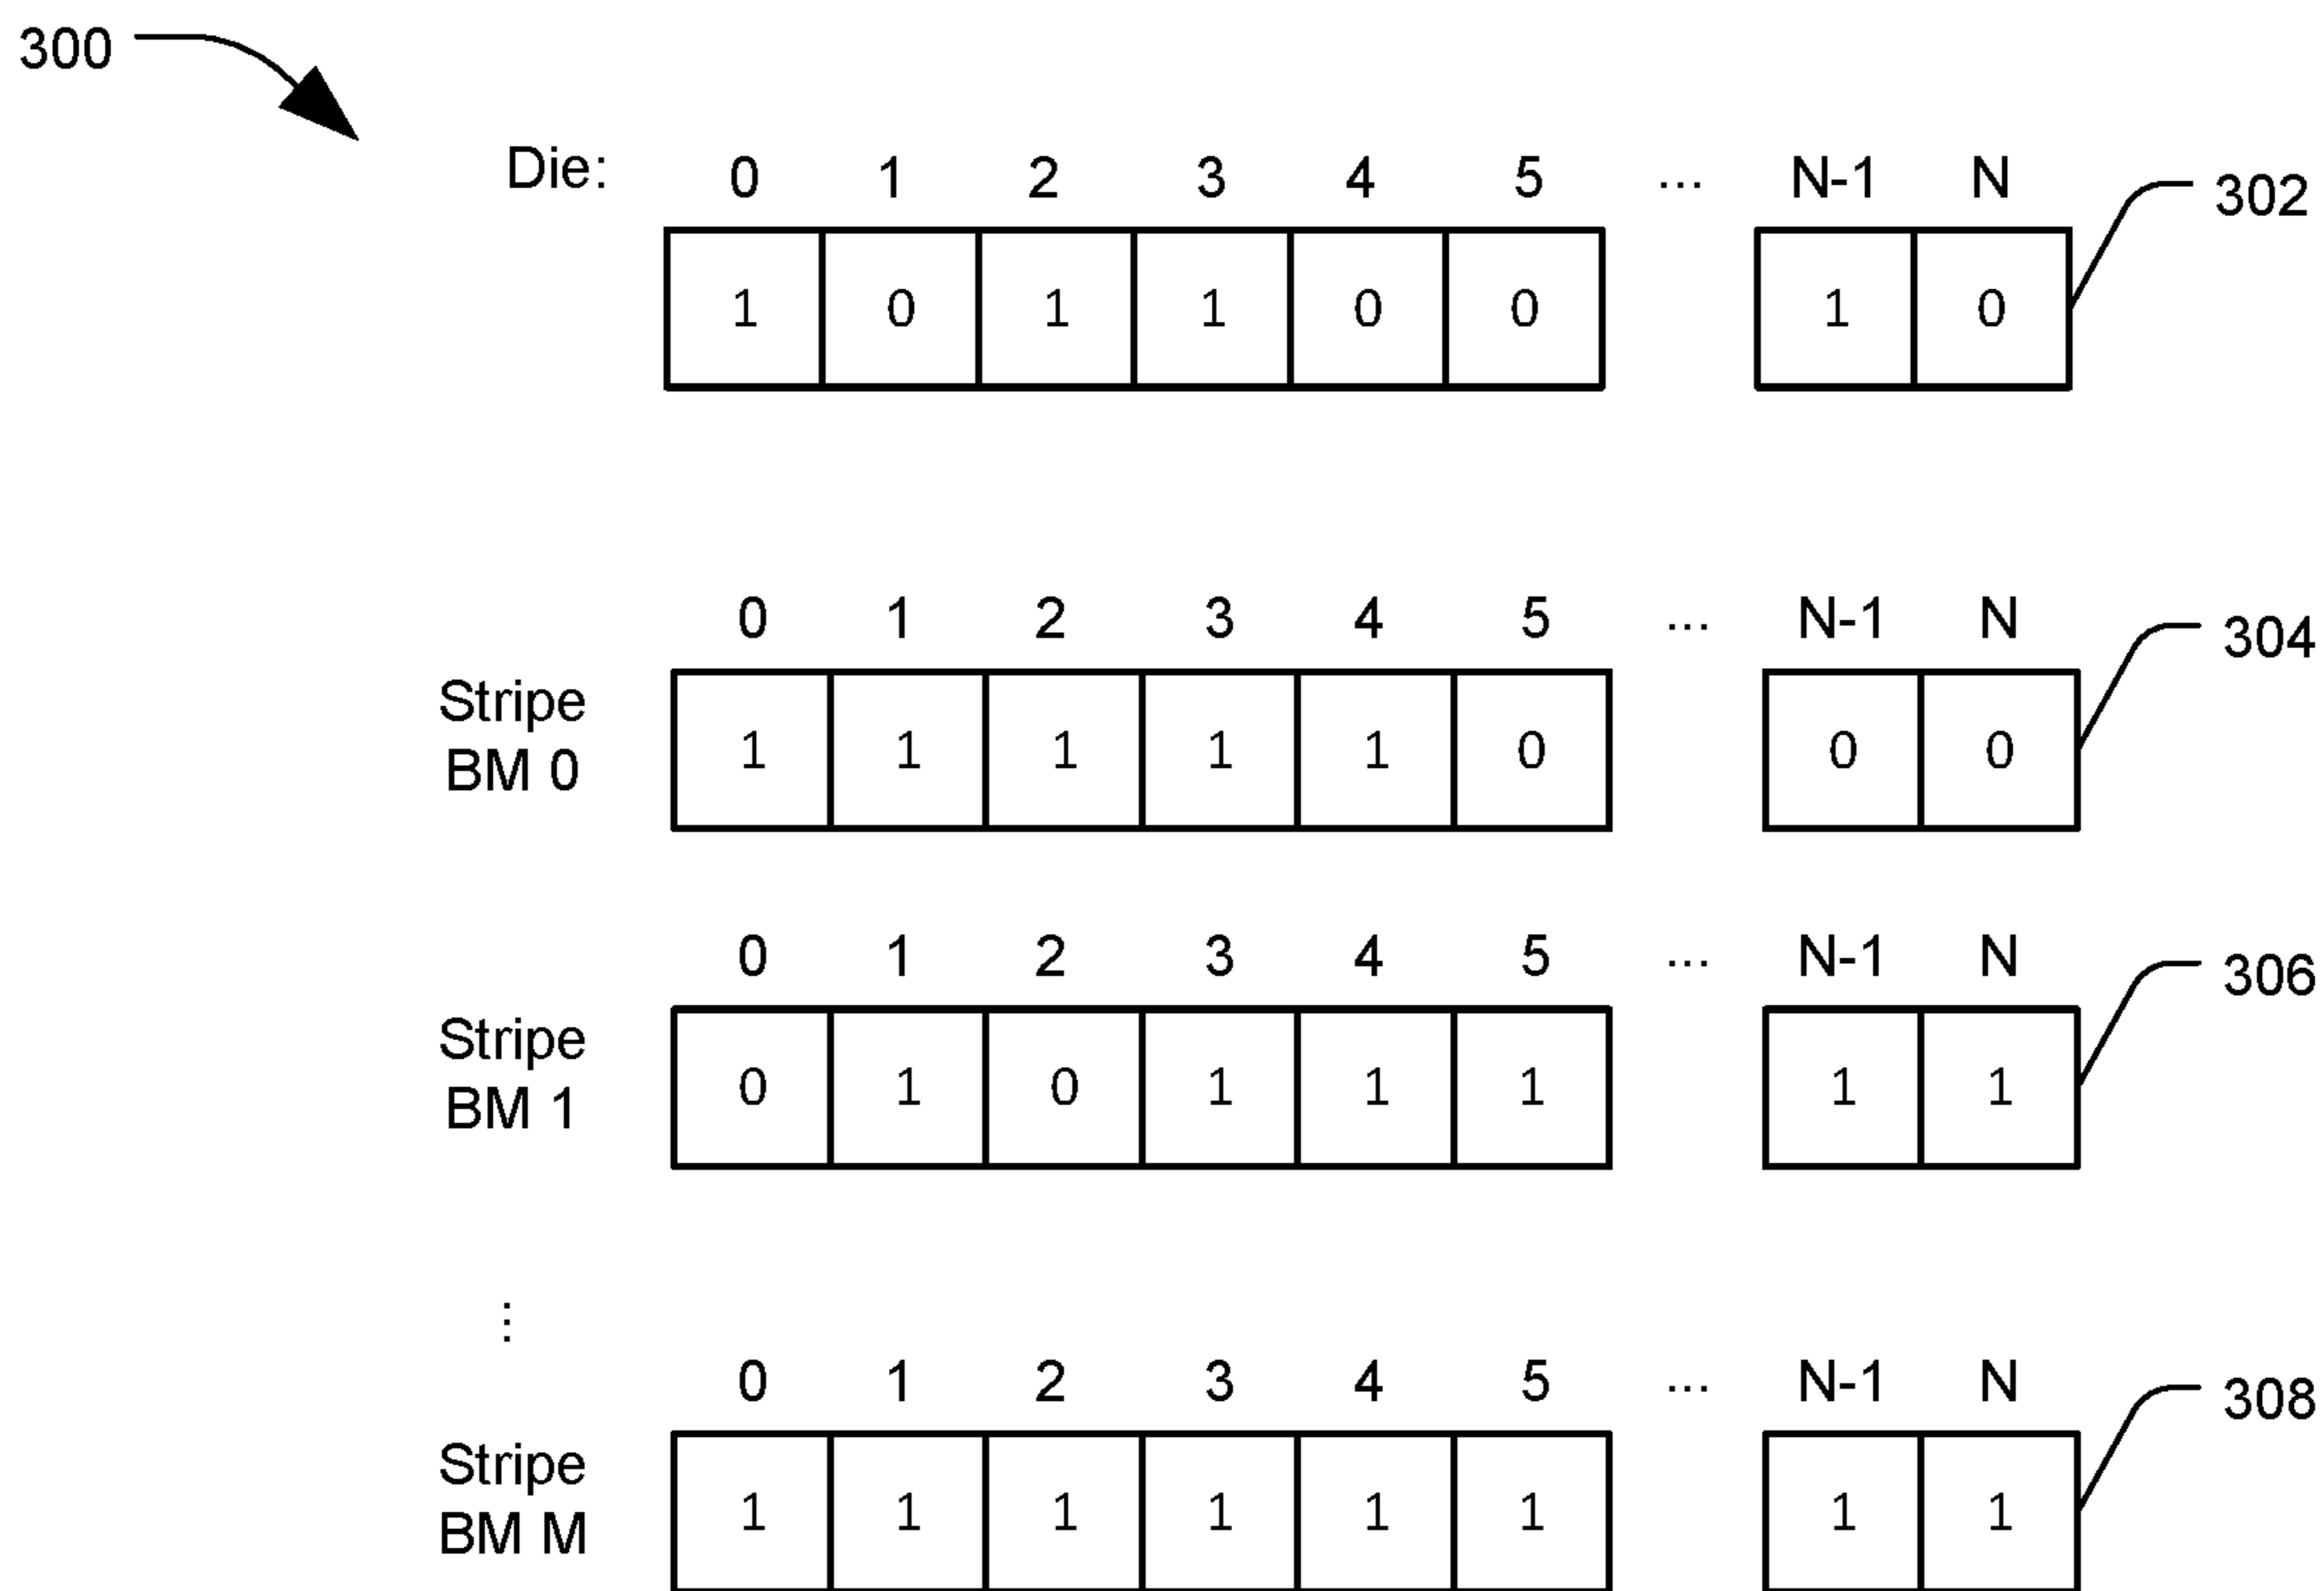 300
Die: 0 1 2 3 4 5 ... N-1 N
302
1 0 1 1 0 0 1 0
0 1 2 3 4 5 ... N-1 N
304
Stripe
BM 0
1 1 1 1 1 0 0 0
0 1 2 3 4 5 ... N-1 N
306
Stripe
BM 1
0 1 0 1 1 1 1 1
⋮
0 1 2 3 4 5 ... N-1 N
308
Stripe
BM M
1 1 1 1 1 1 1 1